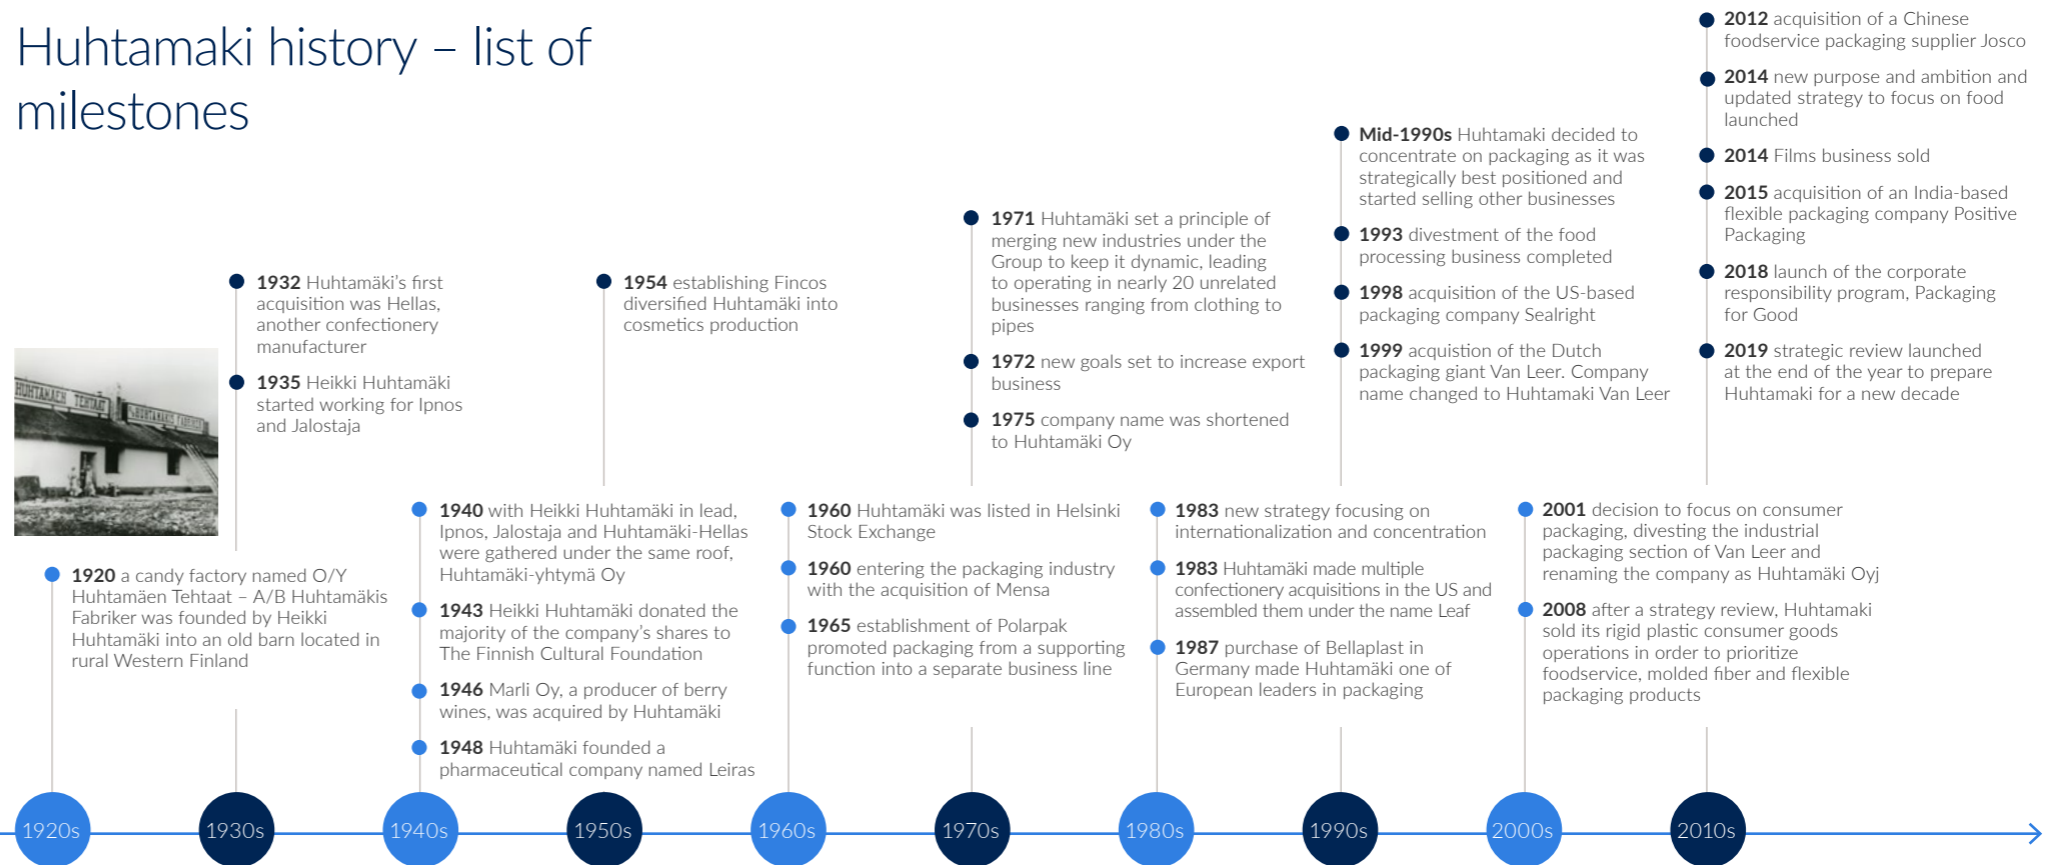 Huhtamaki history – list of
milestones
HUHTAMÄEN TEHTAAT
HUHTAMÄKIS FABRIKER
1920 a candy factory named O/Y
Huhtamäen Tehtaat – A/B Huhtamäkis
Fabriker was founded by Heikki
Huhtamäki into an old barn located in
rural Western Finland
1932 Huhtamäki’s first
acquisition was Hellas,
another confectionery
manufacturer
1935 Heikki Huhtamäki
started working for Ipnos
and Jalostaja
1940 with Heikki Huhtamäki in lead,
Ipnos, Jalostaja and Huhtamäki-Hellas
were gathered under the same roof,
Huhtamäki-yhtymä Oy
1943 Heikki Huhtamäki donated the
majority of the company’s shares to
The Finnish Cultural Foundation
1946 Marli Oy, a producer of berry
wines, was acquired by Huhtamäki
1948 Huhtamäki founded a
pharmaceutical company named Leiras
1954 establishing Fincos
diversified Huhtamäki into
cosmetics production
1960 Huhtamäki was listed in Helsinki
Stock Exchange
1960 entering the packaging industry
with the acquisition of Mensa
1965 establishment of Polarpak
promoted packaging from a supporting
function into a separate business line
1971 Huhtamäki set a principle of
merging new industries under the
Group to keep it dynamic, leading
to operating in nearly 20 unrelated
businesses ranging from clothing to
pipes
1972 new goals set to increase export
business
1975 company name was shortened
to Huhtamäki Oy
1983 new strategy focusing on
internationalization and concentration
1983 Huhtamäki made multiple
confectionery acquisitions in the US and
assembled them under the name Leaf
1987 purchase of Bellaplast in
Germany made Huhtamäki one of
European leaders in packaging
Mid-1990s Huhtamaki decided to
concentrate on packaging as it was
strategically best positioned and
started selling other businesses
1993 divestment of the food
processing business completed
1998 acquisition of the US-based
packaging company Sealright
1999 acquistion of the Dutch
packaging giant Van Leer. Company
name changed to Huhtamaki Van Leer
2001 decision to focus on consumer
packaging, divesting the industrial
packaging section of Van Leer and
renaming the company as Huhtamäki Oyj
2008 after a strategy review, Huhtamaki
sold its rigid plastic consumer goods
operations in order to prioritize
foodservice, molded fiber and flexible
packaging products
2012 acquisition of a Chinese
foodservice packaging supplier Josco
2014 new purpose and ambition and
updated strategy to focus on food
launched
2014 Films business sold
2015 acquisition of an India-based
flexible packaging company Positive
Packaging
2018 launch of the corporate
responsibility program, Packaging
for Good
2019 strategic review launched
at the end of the year to prepare
Huhtamaki for a new decade
1920s
1930s
1940s
1950s
1960s
1970s
1980s
1990s
2000s
2010s